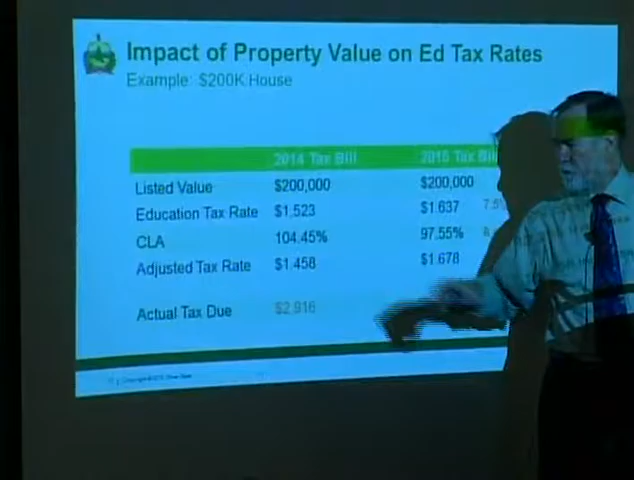 Impact of Property Value on Ed Tax Rates
Example: $200K House
2014 Tax Bill 2015 Tax Bill
Listed Value $200,000 $200,000
Education Tax Rate $1.523 $1.637 7.5%
CLA 104.45% 97.55%
Adjusted Tax Rate $1.458 $1.678
Actual Tax Due $2,916